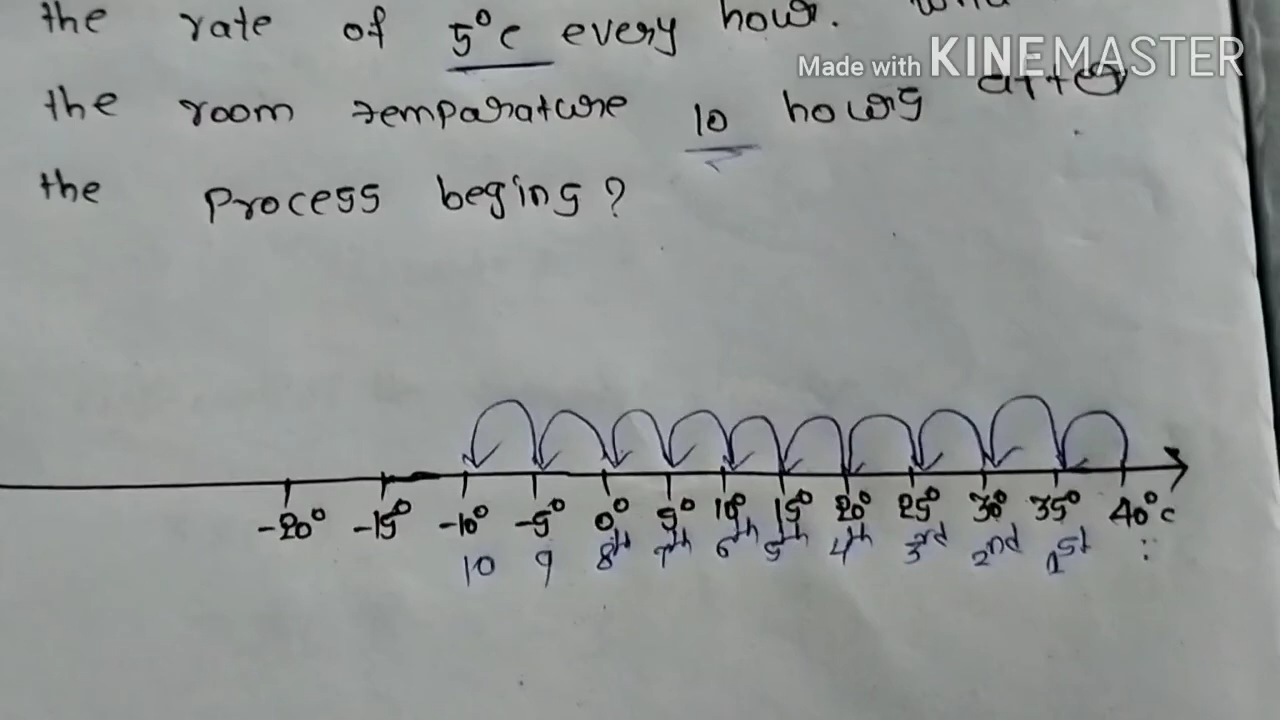 the rate of 5°c every hour.
Made with KINEMASTER
the room temparature 10 hours after
the process begins?
-20° -15° -10° -5° 0° 5° 10° 15° 20° 25° 30° 35° 40°c
10 9 8th 7th 6th 5th 4th 3rd 2nd 1st